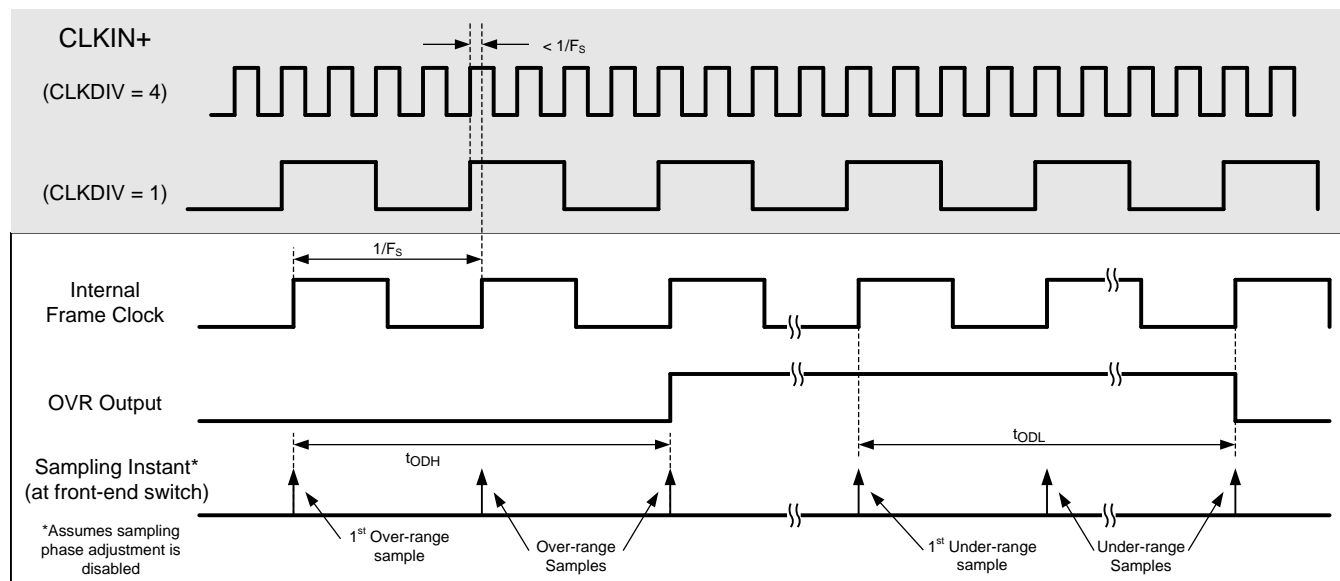 CLKIN+
< 1/FS
(CLKDIV = 4)
(CLKDIV = 1)
1/FS
Internal
Frame Clock
OVR Output
tODH
tODL
Sampling Instant*
(at front-end switch)
*Assumes sampling
phase adjustment is
disabled
1st Over-range
sample
Over-range
Samples
1st Under-range
sample
Under-range
Samples